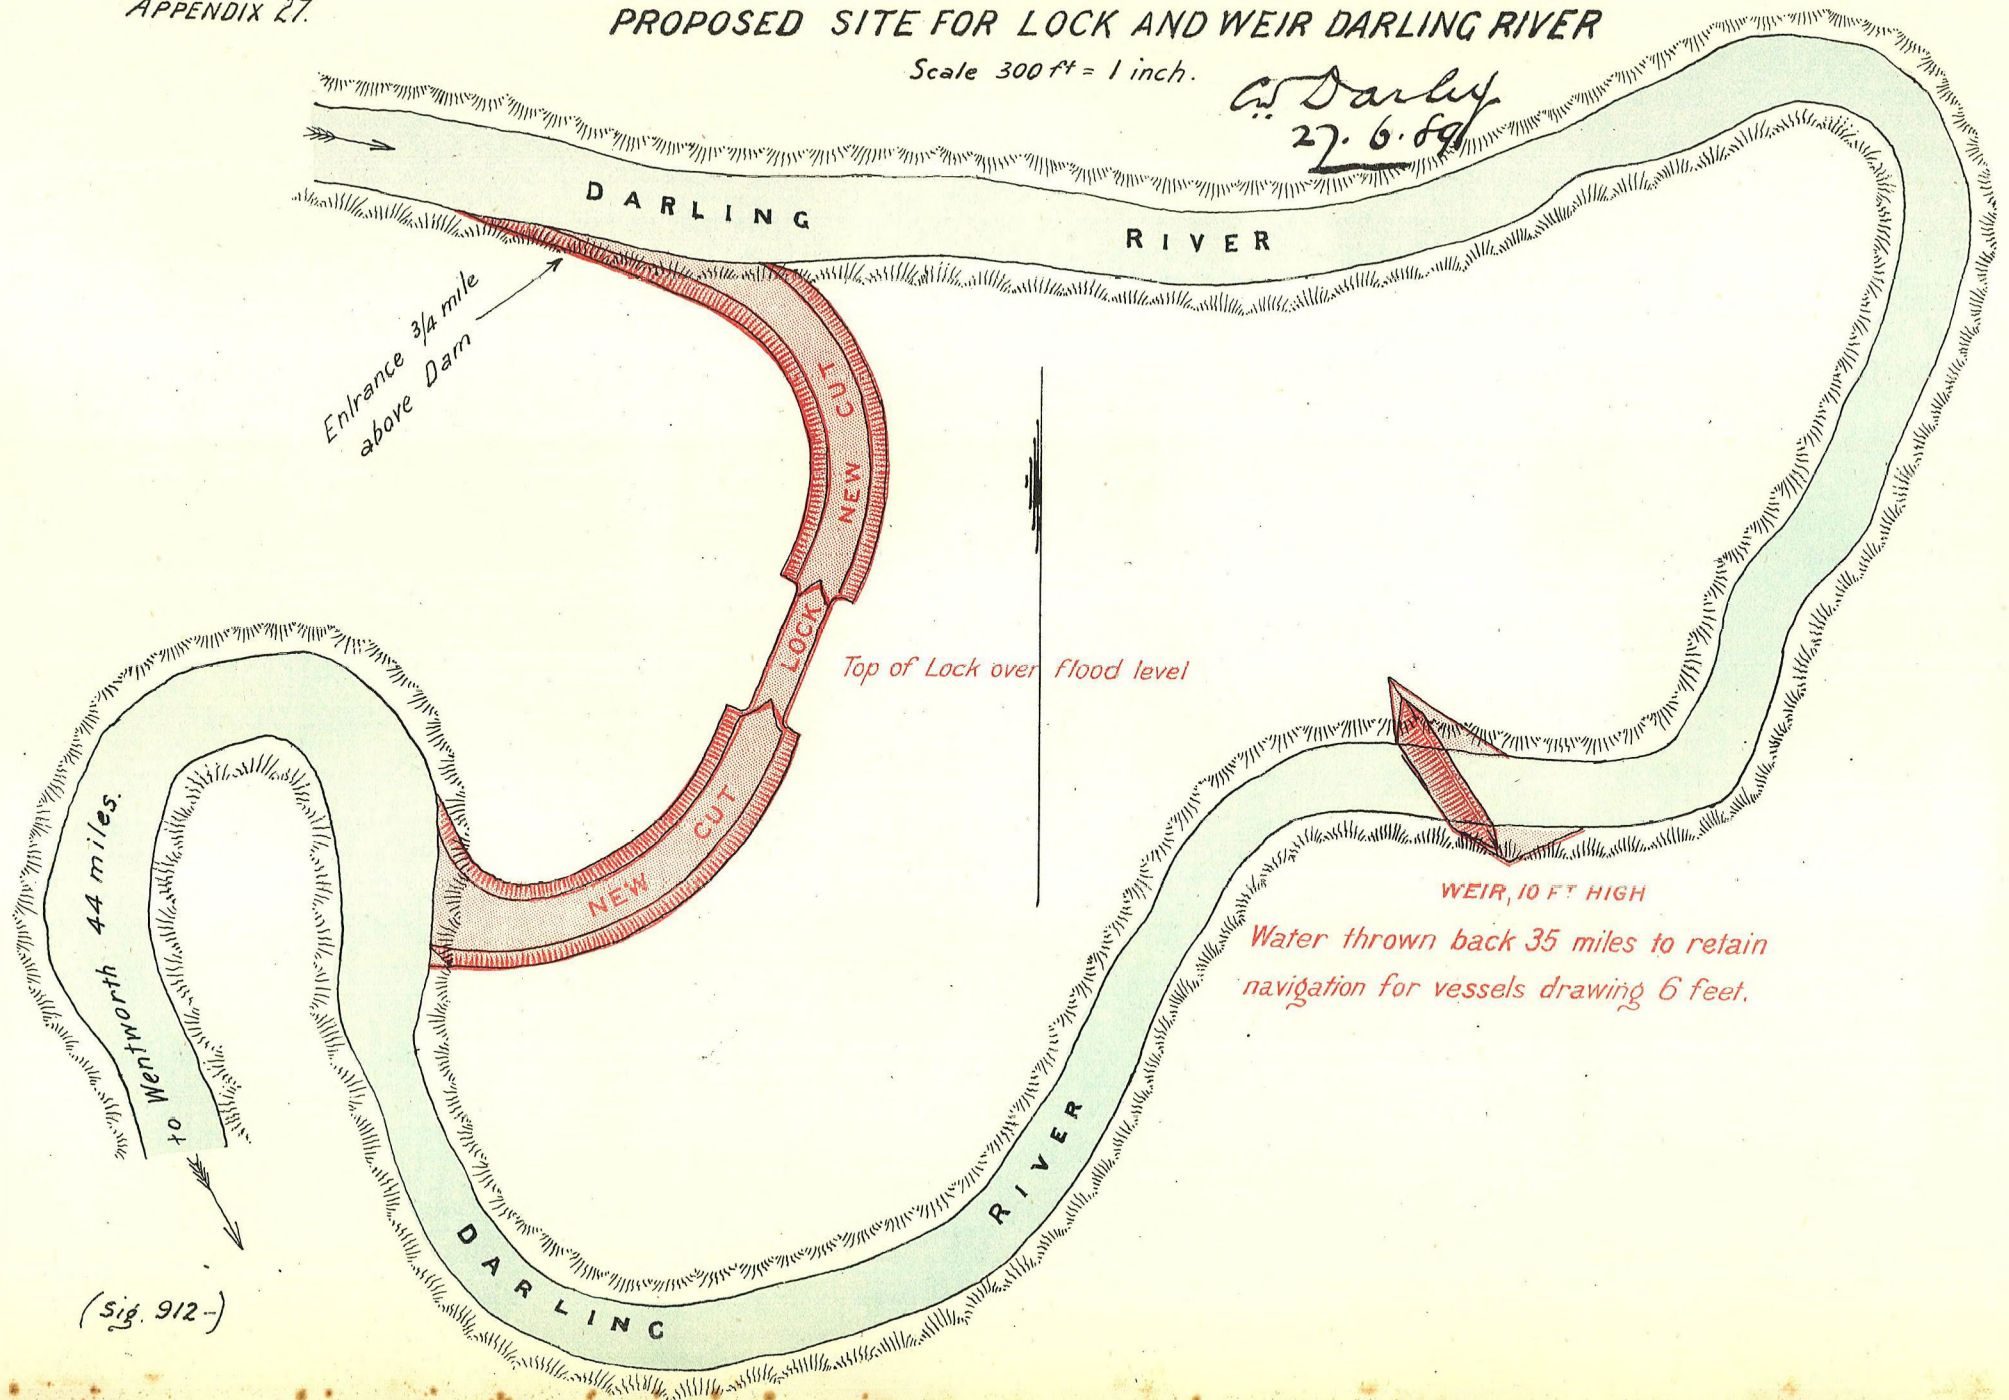 APPENDIX 27.
PROPOSED SITE FOR LOCK AND WEIR DARLING RIVER
Scale 300 ft = 1 inch.
CW Darley
27. 6. 89
DARLING RIVER
Entrance 3/4 mile
above Dam
NEW CUT
LOCK
Top of Lock over flood level
NEW CUT
WEIR, 10 FT HIGH
Water thrown back 35 miles to retain
navigation for vessels drawing 6 feet.
to Wentworth 44 miles.
DARLING RIVER
(Sig. 912-)